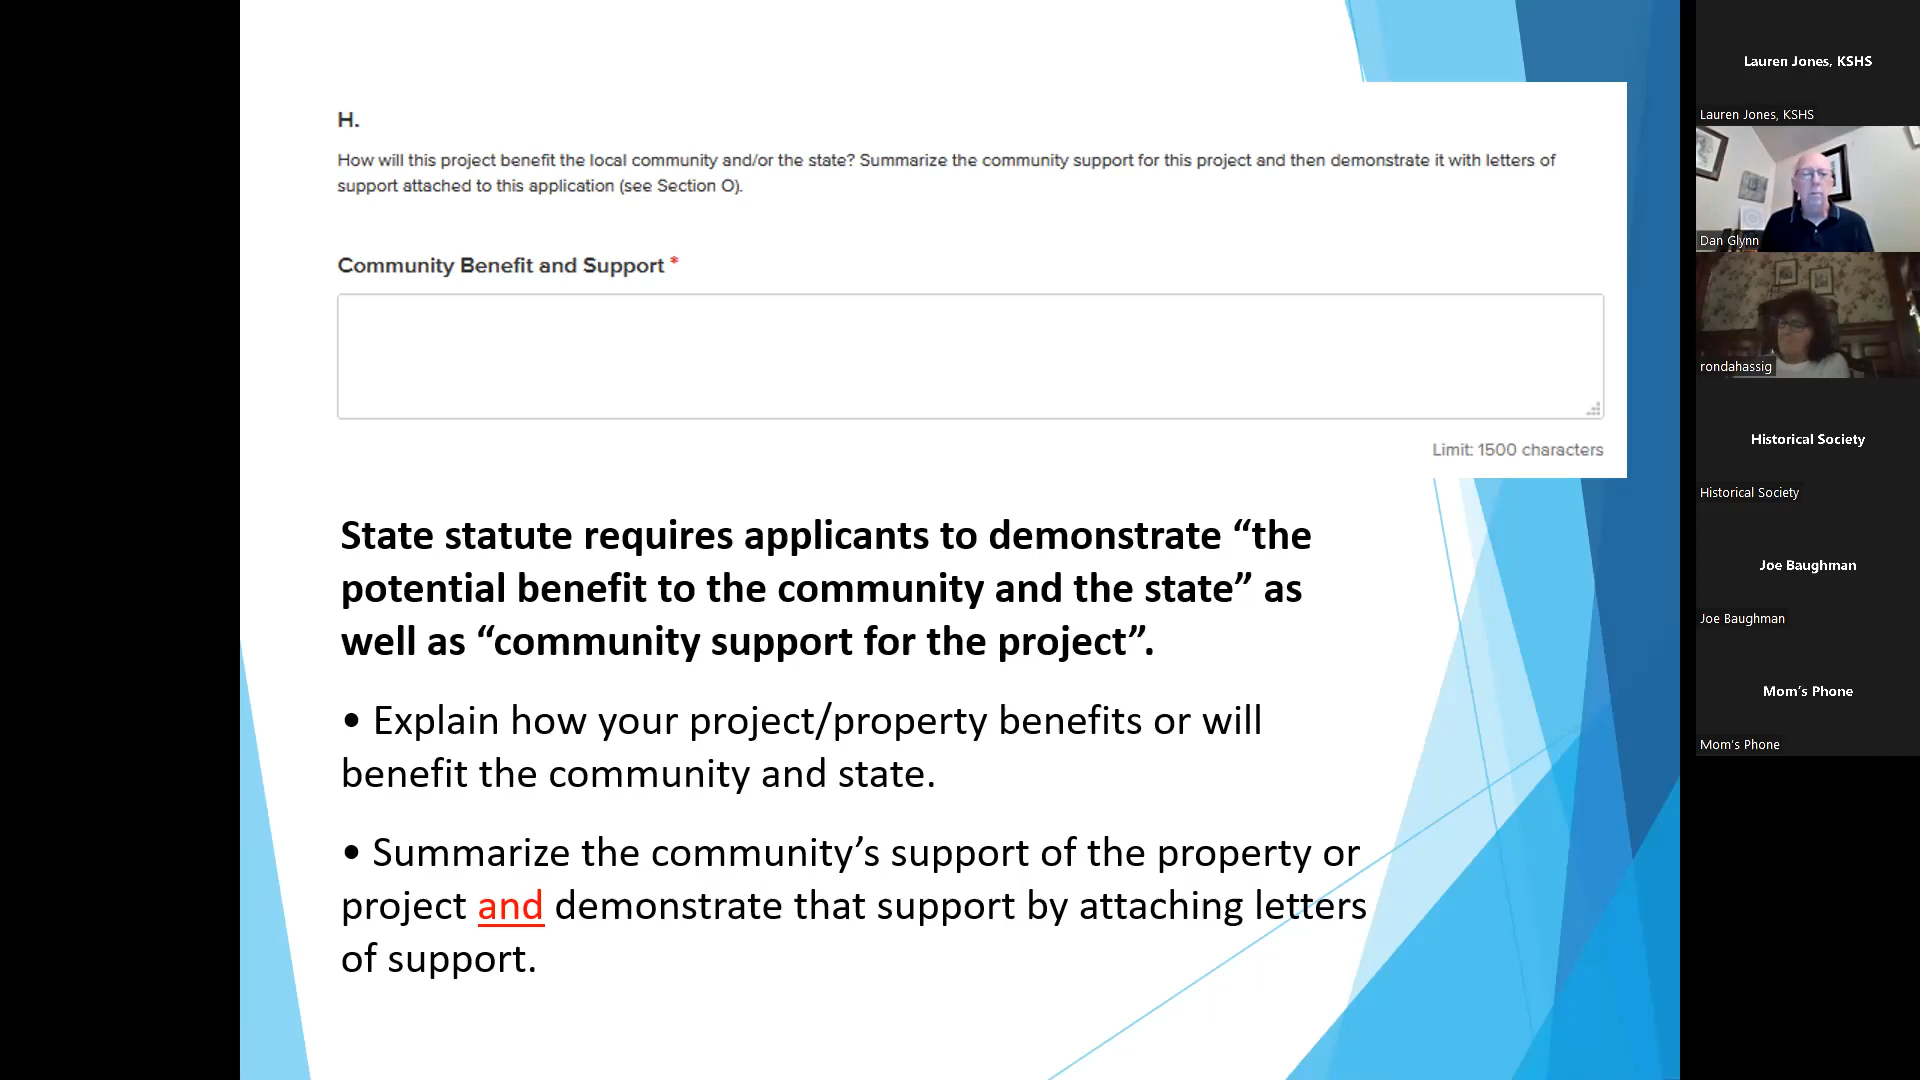 H.
How will this project benefit the local community and/or the state? Summarize the community support for this project and then demonstrate it with letters of
support attached to this application (see Section O).
Community Benefit and Support *
Limit: 1500 characters
State statute requires applicants to demonstrate “the
potential benefit to the community and the state” as
well as “community support for the project”.
• Explain how your project/property benefits or will
benefit the community and state.
• Summarize the community’s support of the property or
project and demonstrate that support by attaching letters
of support.
Lauren Jones, KSHS
Lauren Jones, KSHS
Dan Glynn
rondahassig
Historical Society
Historical Society
Joe Baughman
Joe Baughman
Mom’s Phone
Mom's Phone